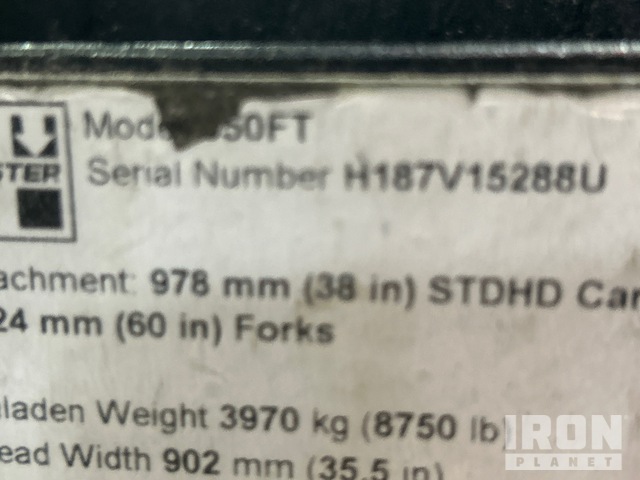 Mode 50FT
STER
Serial Number H187V15288U
achment: 978 mm (38 in) STDHD Car
24 mm (60 in) Forks
laden Weight 3970 kg (8750 lb)
ead Width 902 mm (35.5 in)
IRON
PLANET